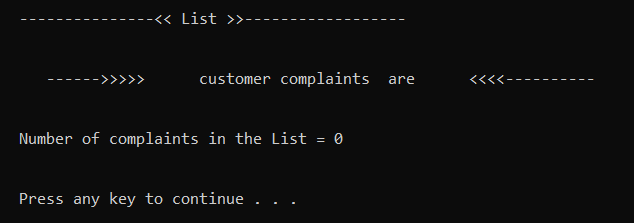 ---------------<< List >>------------------
------>>>>>      customer complaints  are      <<<<----------
Number of complaints in the List = 0
Press any key to continue . . .